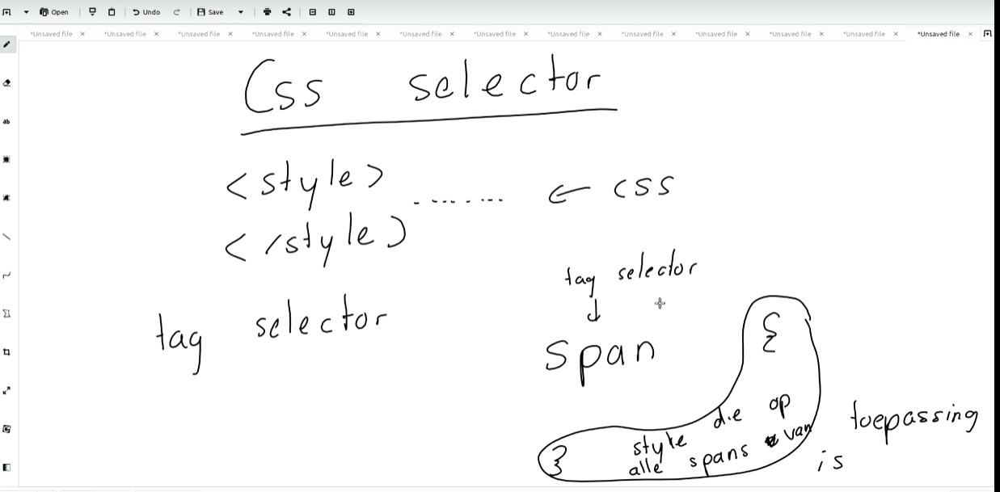 Open Undo Save
*Unsaved file *Unsaved file *Unsaved file *Unsaved file *Unsaved file *Unsaved file *Unsaved file *Unsaved file *Unsaved file *Unsaved file *Unsaved file *Unsaved file *Unsaved file
Css selector
<style>
........ ← css
</style>
tag selector
tag selector
↓
span {
style die op
alle spans van toepassing
is
}